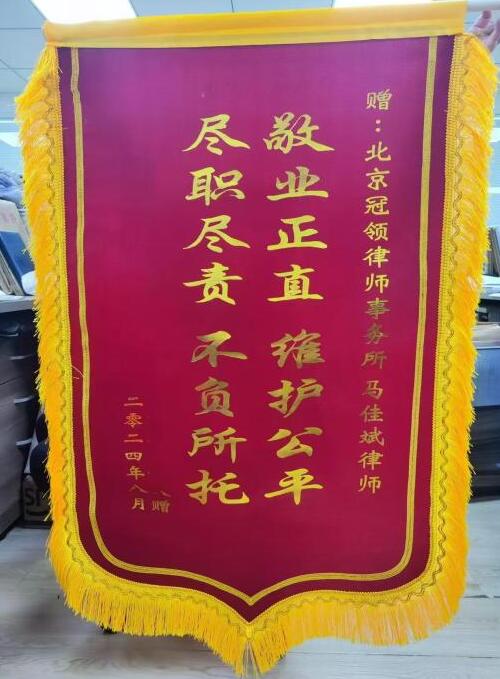 赠:北京冠领律师事务所 马佳斌律师
敬业正直 维护公平
尽职尽责 不负所托
二零二四年八月
赠